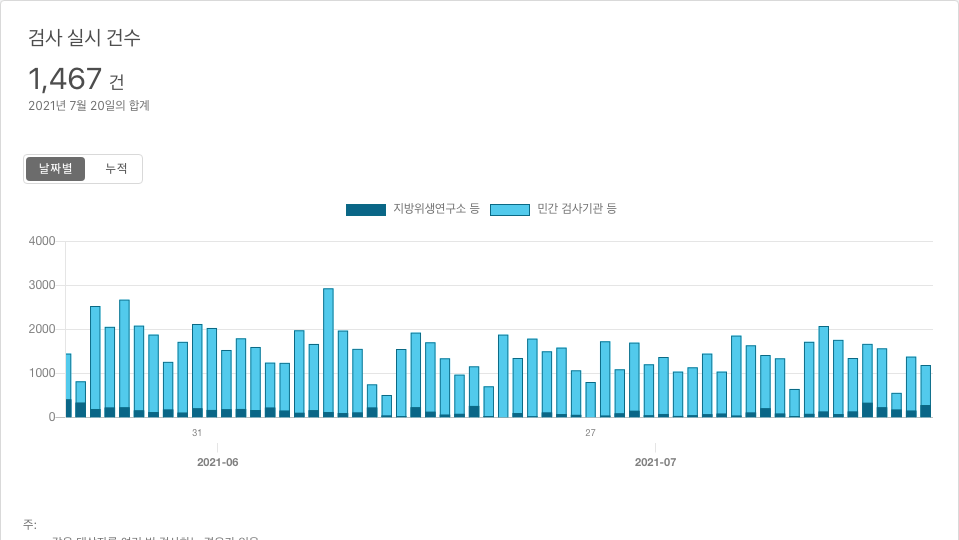 검사 실시 건수
1,467 건
2021년 7월 20일의 합계
날짜별 누적
지방위생연구소 등 민간 검사기관 등
4000
3000
2000
1000
0
31 27
2021-06 2021-07
주: